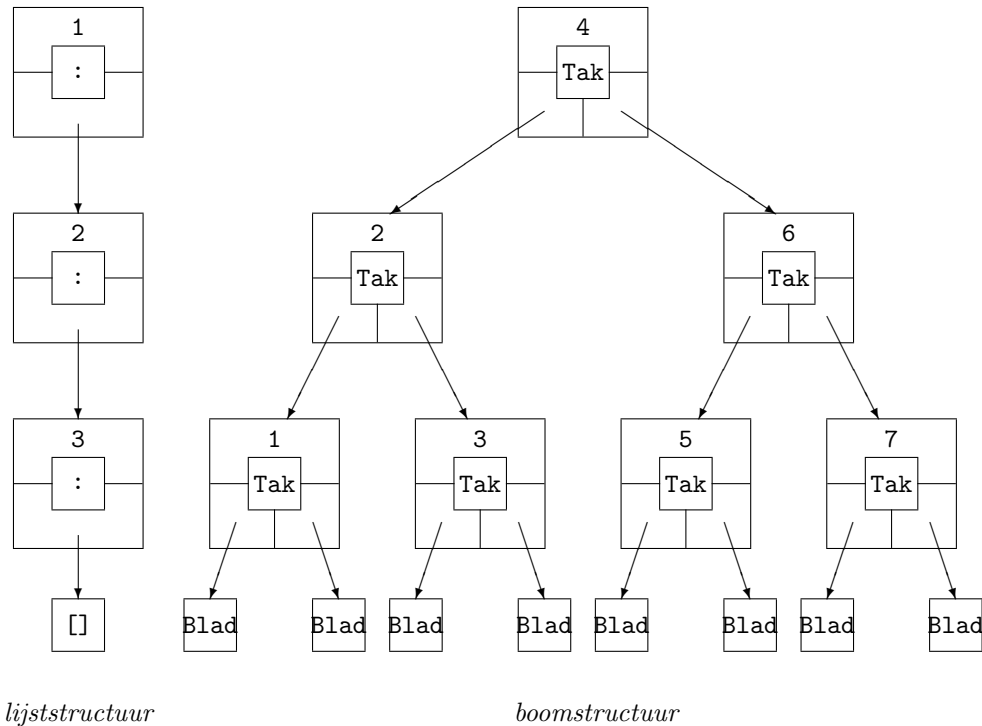 1 4
: Tak
2 2 6
: Tak Tak
3 1 3 5 7
: Tak Tak Tak Tak
[] Blad Blad Blad Blad Blad Blad Blad Blad
lijststructuur boomstructuur